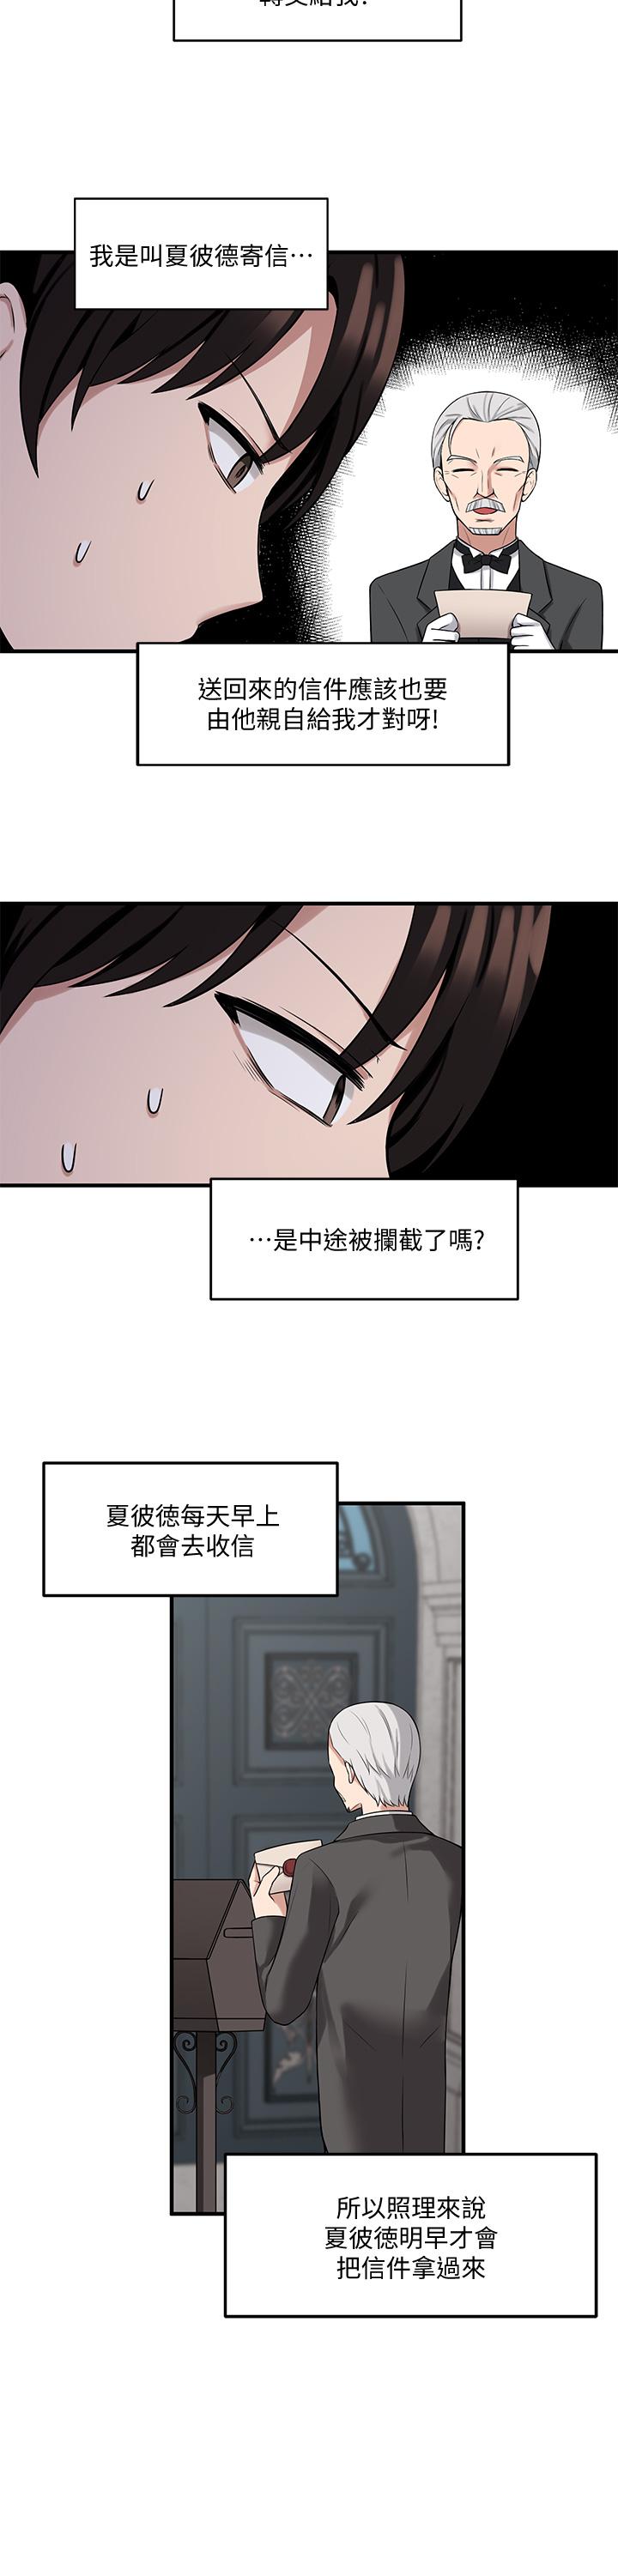 我是叫夏彼德寄信…
送回來的信件應該也要
由他親自給我才對呀!
…是中途被攔截了嗎?
夏彼徳每天早上
都會去收信
所以照理來說
夏彼徳明早才會
把信件拿過來